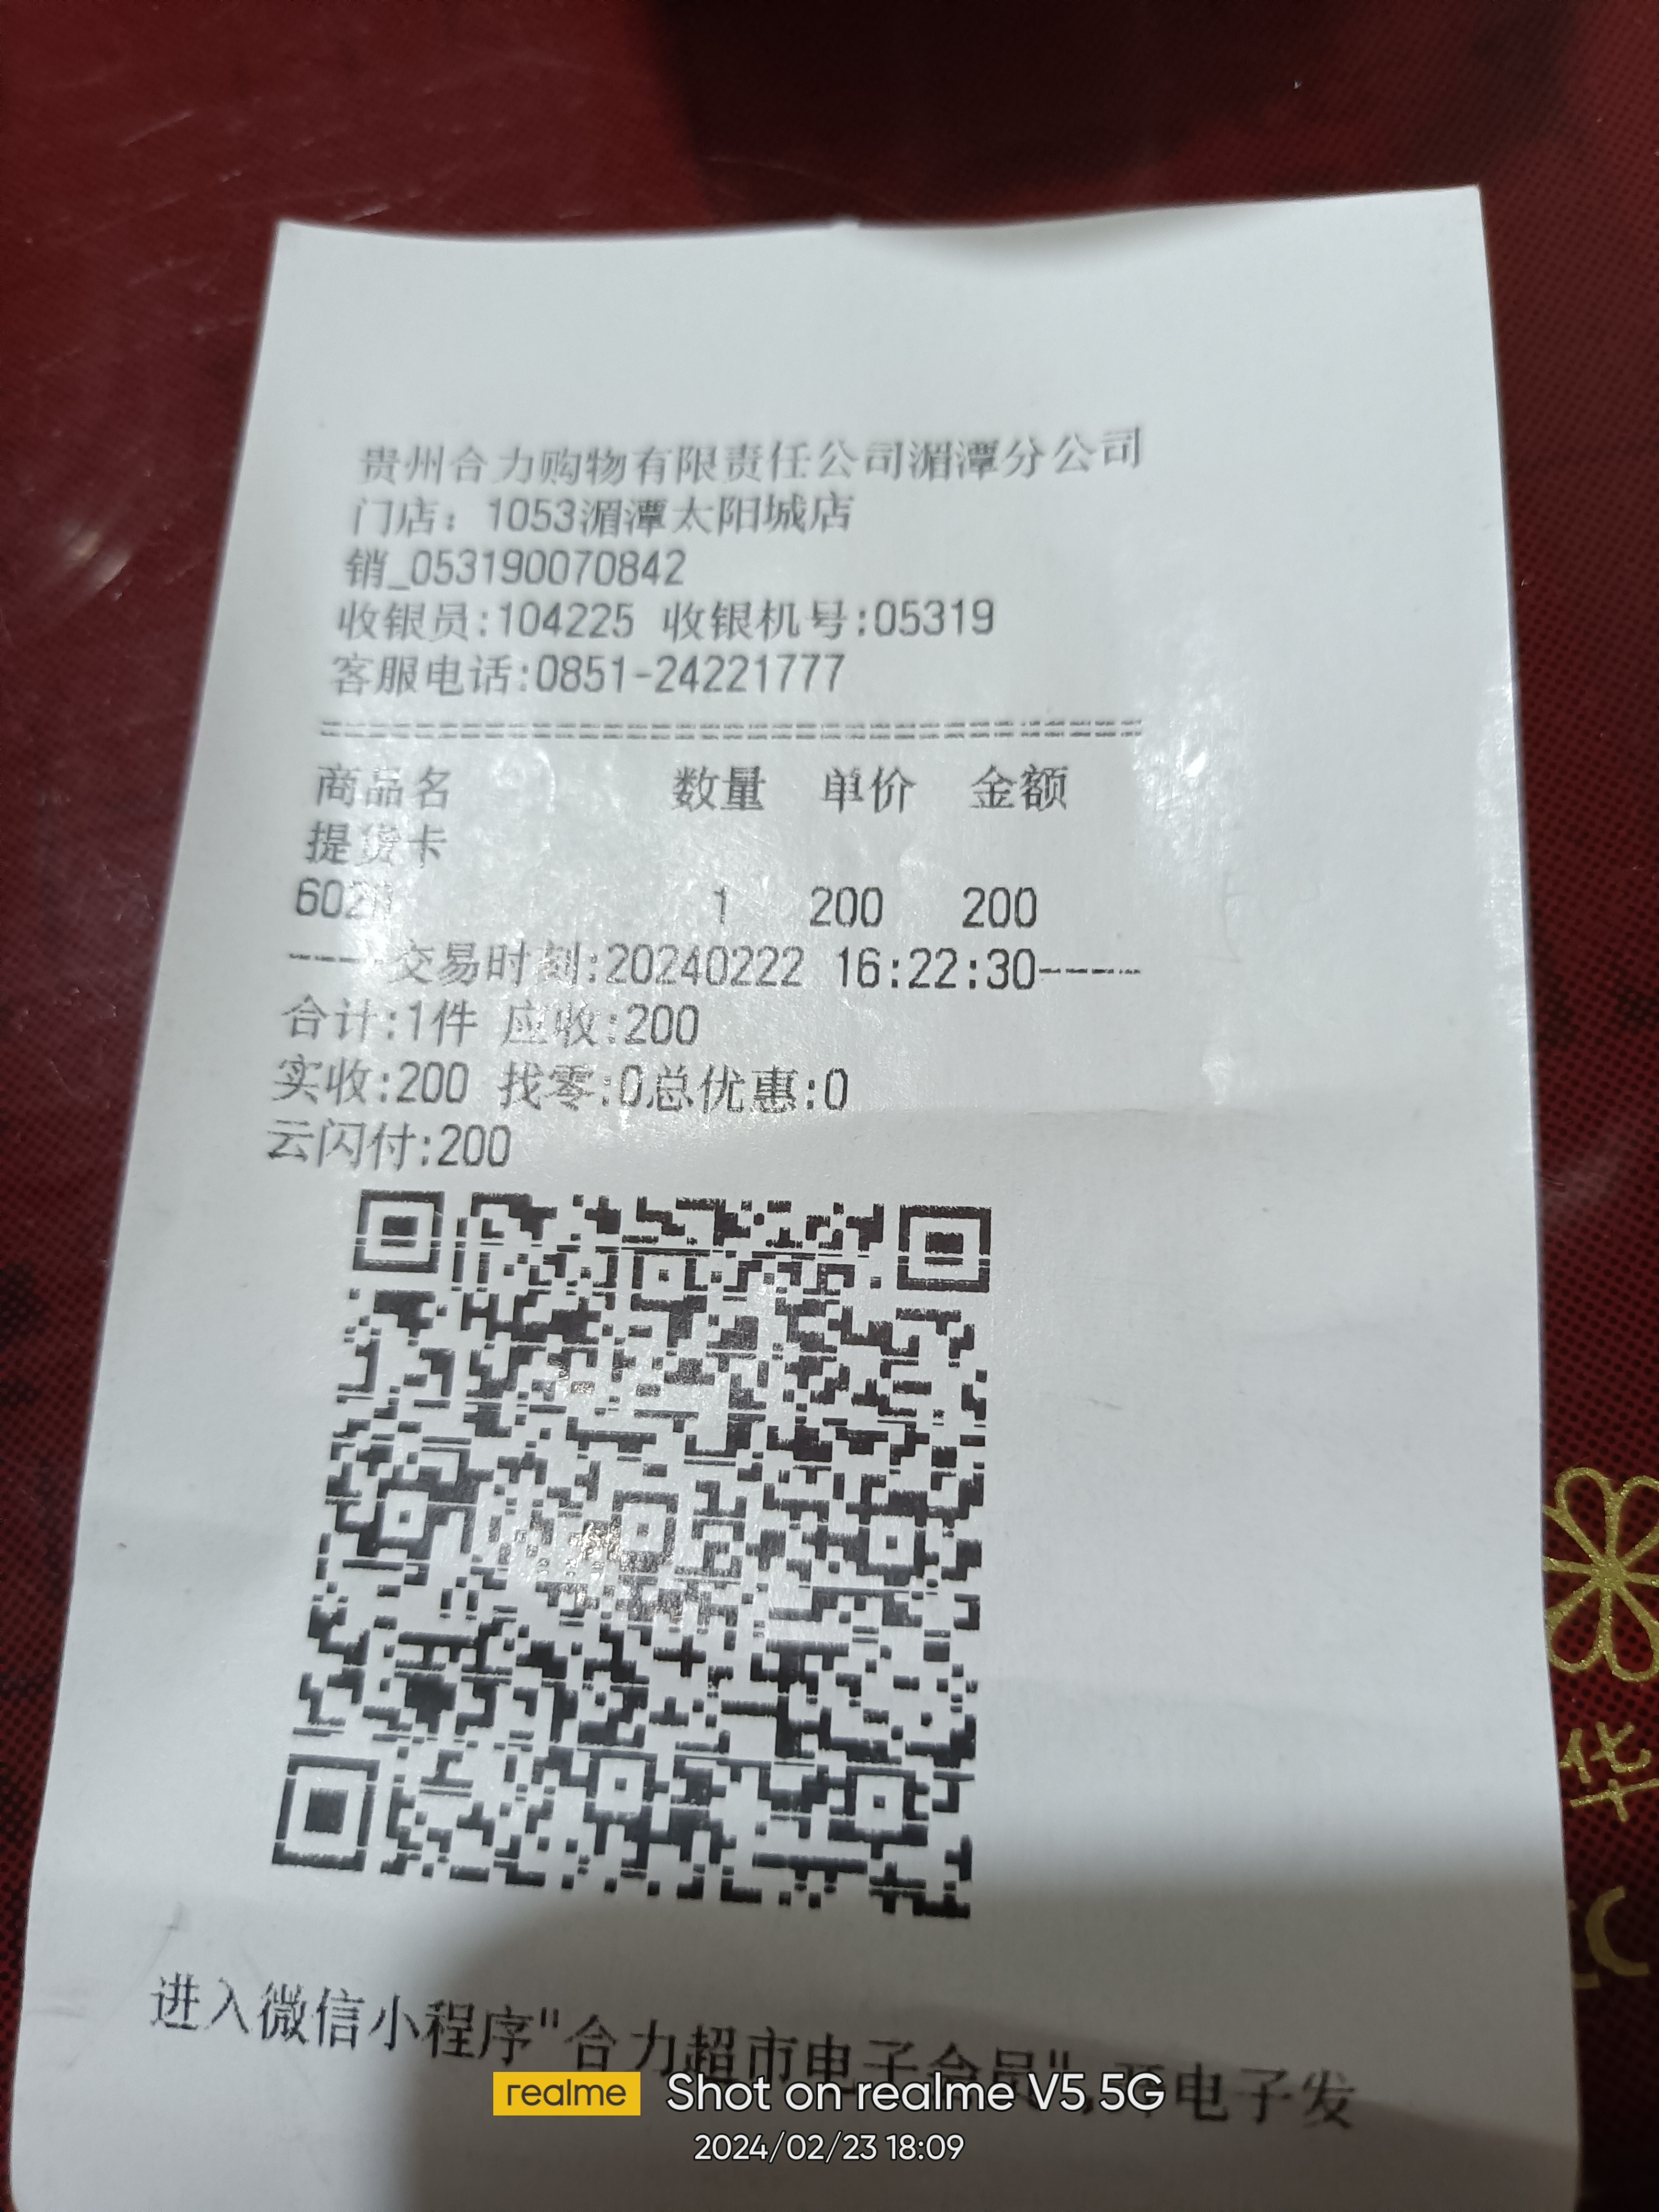 贵州合力购物有限责任公司湄潭分公司
门店：1053湄潭太阳城店
销_053190070842
收银员:104225 收银机号:05319
客服电话:0851-24221777
商品名 数量 单价 金额
提货卡
1 200 200
-----交易时刻:20240222 16:22:30-----
合计:1件 应收:200
实收:200 找零:0总优惠:0
云闪付:200
进入微信小程序"合力超市电子会员",开电子发
华
realme Shot on realme V5 5G
2024/02/23 18:09